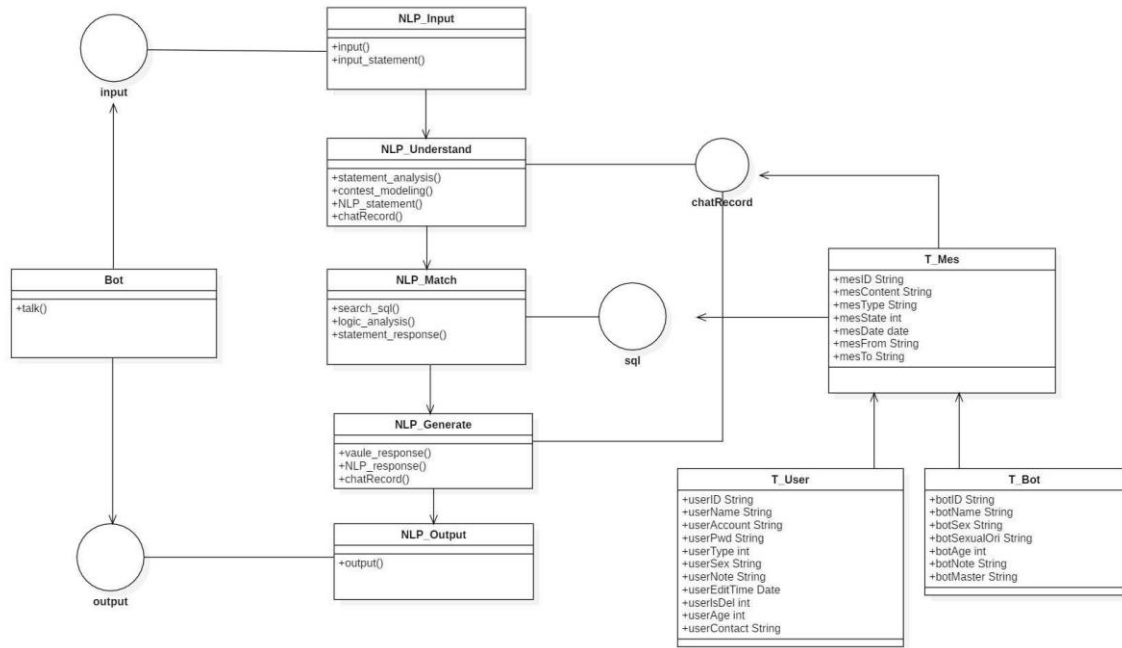 NLP_Input
+input()
+input_statement()
input
NLP_Understand
+statement_analysis()
+contest_modeling()
+NLP_statement()
+chatRecord()
chatRecord
Bot
+talk()
NLP_Match
+search_sql()
+logic_analysis()
+statement_response()
sql
T_Mes
+mesID String
+mesContent String
+mesType String
+mesState int
+mesDate date
+mesFrom String
+mesTo String
NLP_Generate
+vaule_response()
+NLP_response()
+chatRecord()
NLP_Output
+output()
output
T_User
+userID String
+userName String
+userAccount String
+userPwd String
+userType int
+userSex String
+userNote String
+userEditTime Date
+userIsDel int
+userAge int
+userContact String
T_Bot
+botID String
+botName String
+botSex String
+botSexualOri String
+botAge int
+botNote String
+botMaster String